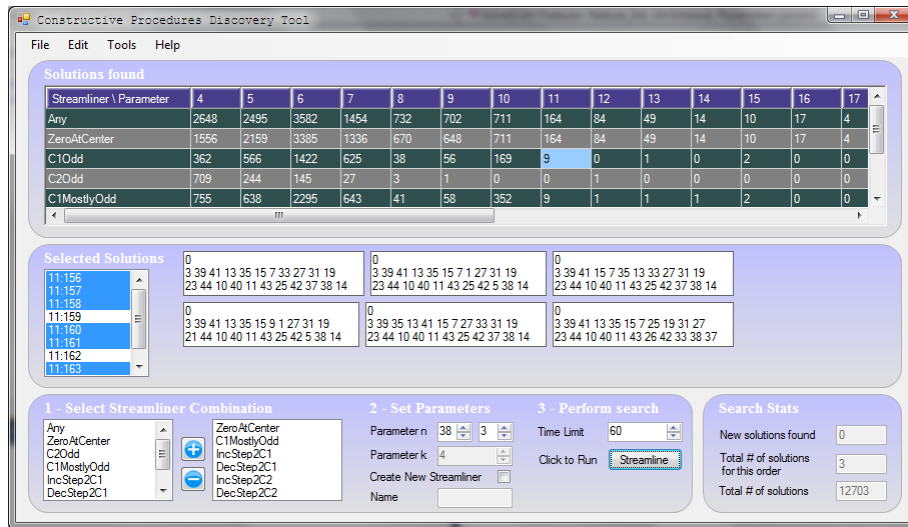 Constructive Procedures Discovery Tool
File Edit Tools Help
Solutions found
Streamliner \ Parameter 4 5 6 7 8 9 10 11 12 13 14 15 16 17
Any 2648 2495 3582 1454 732 702 711 164 84 49 14 10 17 4
ZeroAtCenter 1556 2159 3385 1336 670 648 711 164 84 49 14 10 17 4
C1Odd 362 566 1422 625 38 56 169 9 0 1 0 2 0 0
C2Odd 709 244 145 27 3 1 0 0 1 0 0 0 0 0
C1MostlyOdd 755 638 2295 643 41 58 352 9 1 1 1 2 0 0
Selected Solutions
11:156
11:157
11:158
11:159
11:160
11:161
11:162
11:163
0
3 39 41 13 35 15 7 33 27 31 19
23 44 10 40 11 43 25 42 37 38 14
0
3 39 41 13 35 15 7 1 27 31 19
23 44 10 40 11 43 25 42 5 38 14
0
3 39 41 15 7 35 13 33 27 31 19
23 44 10 40 11 43 25 42 37 38 14
0
3 39 41 13 35 15 9 1 27 31 19
21 44 10 40 11 43 25 42 5 38 14
0
3 39 35 13 41 15 7 27 33 31 19
23 44 10 40 11 43 25 42 37 38 14
0
3 39 41 13 35 15 7 25 19 31 27
23 44 10 40 11 43 26 42 33 38 37
1 - Select Streamliner Combination
Any
ZeroAtCenter
C2Odd
C1MostlyOdd
IncStep2C1
DecStep2C1
ZeroAtCenter
C1MostlyOdd
IncStep2C1
DecStep2C1
IncStep2C2
DecStep2C2
2 - Set Parameters
Parameter n 38 3
Parameter k 4
Create New Streamliner
Name
3 - Perform search
Time Limit 60
Click to Run Streamline
Search Stats
New solutions found 0
Total # of solutions
for this order 3
Total # of solutions 12703